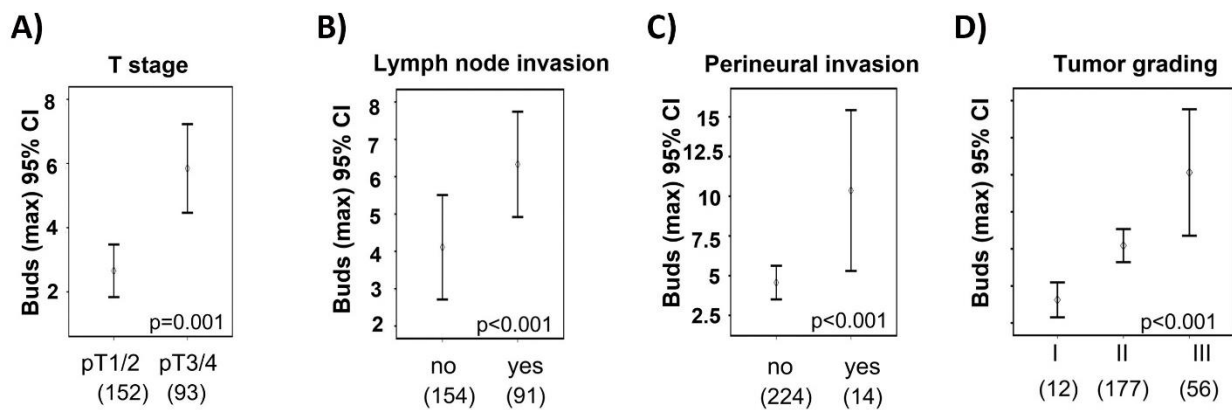 A)
T stage
Buds (max) 95% CI
8
6
4
2
p=0.001
pT1/2 pT3/4
(152) (93)
B)
Lymph node invasion
Buds (max) 95% CI
8
7
6
5
4
3
2
p<0.001
no yes
(154) (91)
C)
Perineural invasion
Buds (max) 95% CI
15
12.5
10
7.5
5
2.5
p<0.001
no yes
(224) (14)
D)
Tumor grading
Buds (max) 95% CI
p<0.001
I II III
(12) (177) (56)